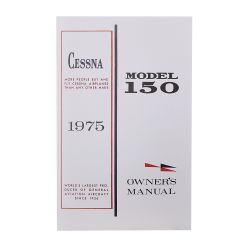 CESSNA
MORE PEOPLE BUY AND
FLY CESSNA AIRPLANES
THAN ANY OTHER MAKE
1975
WORLD'S LARGEST PRO-
DUCER OF GENERAL
AVIATION AIRCRAFT
SINCE 1956
MODEL
150
OWNER'S
MANUAL